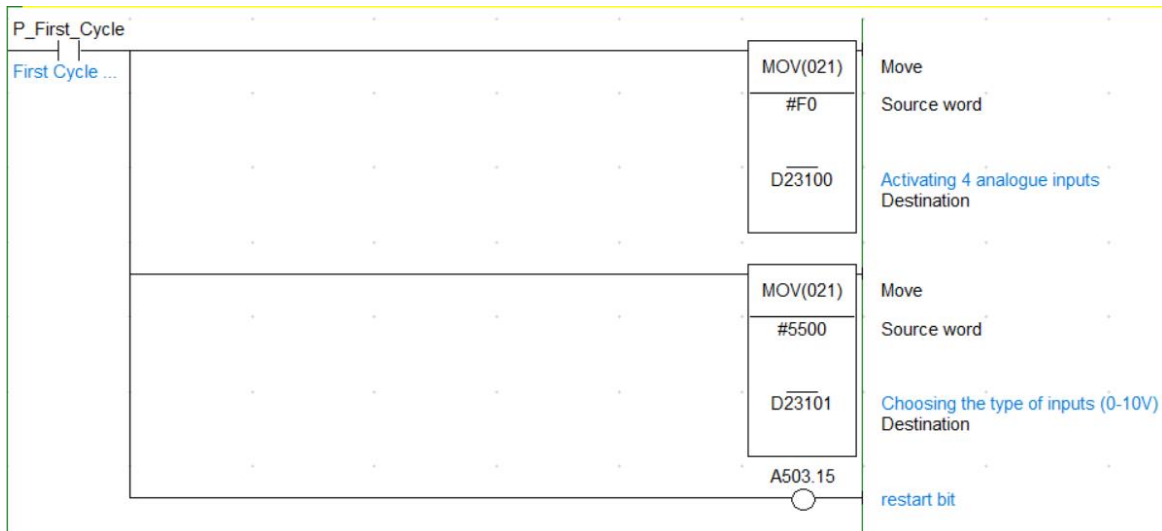 P_First_Cycle
First Cycle ...
MOV(021)
Move
#F0
Source word
D23100
Activating 4 analogue inputs
Destination
MOV(021)
Move
#5500
Source word
D23101
Choosing the type of inputs (0-10V)
Destination
A503.15
restart bit